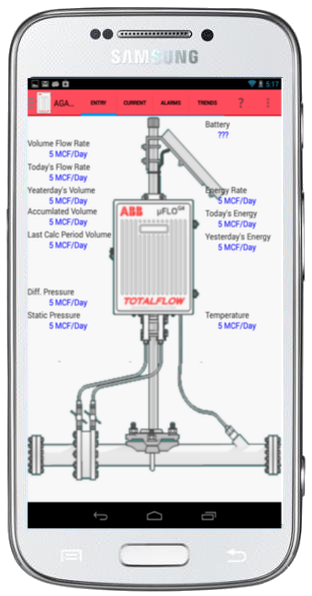 SAMSUNG
5:17
AGA... ENTRY CURRENT ALARMS TRENDS ?
Battery
???
Volume Flow Rate
5 MCF/Day
Today's Flow Rate
5 MCF/Day
Yeaterday's Volume
5 MCF/Day
Accumlated Volume
5 MCF/Day
Last Calc Period Volume
5 MCF/Day
Energy Rate
5 MCF/Day
Today's Energy
5 MCF/Day
Yesterday's Energy
5 MCF/Day
ABB µFLO G4
TOTALFLOW
Diff. Pressure
5 MCF/Day
Static Pressure
5 MCF/Day
Temperature
5 MCF/Day